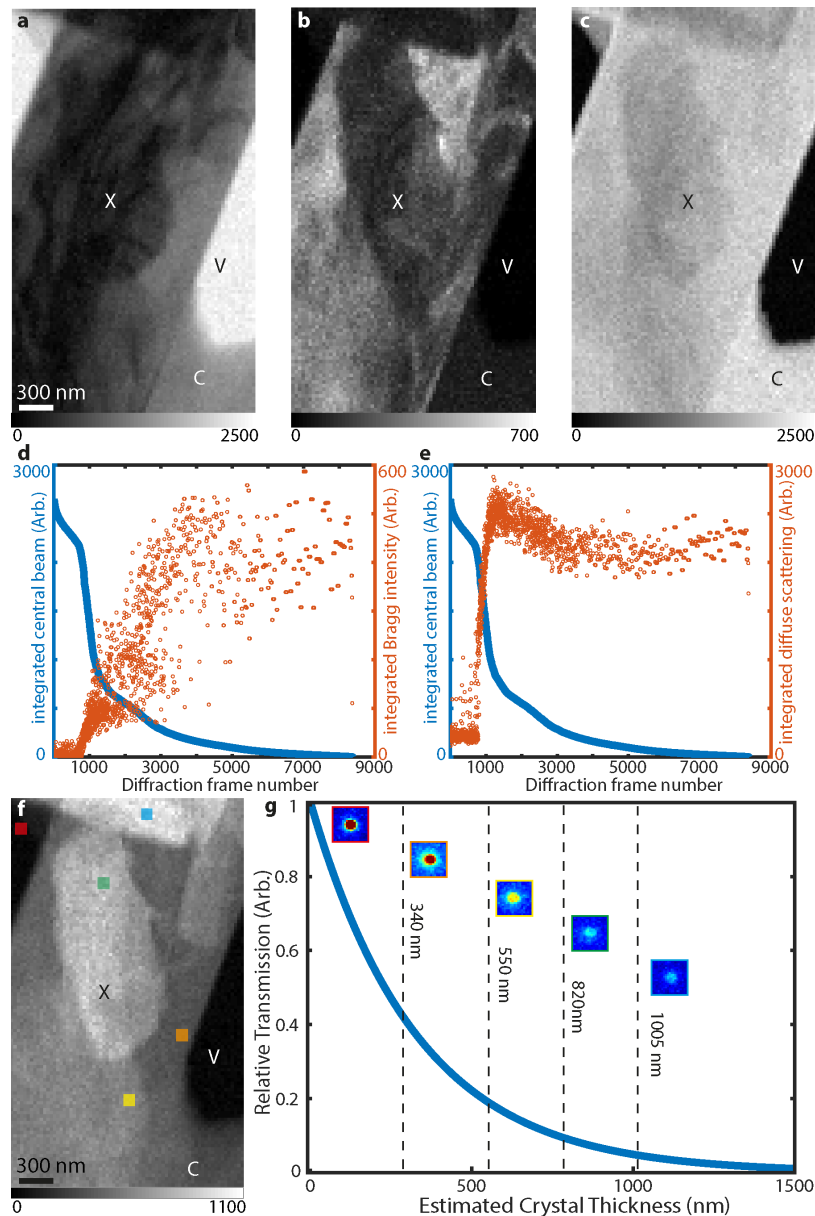 a
b
c
X
X
X
V
V
V
C
C
C
300 nm
0 2500
0 700
0 2500
d
e
3000
600
3000
3000
integrated central beam (Arb.)
integrated Bragg intensity (Arb.)
integrated central beam (Arb.)
integrated diffuse scattering (Arb.)
0
0
0
0
1000 3000 5000 7000 9000
1000 3000 5000 7000 9000
Diffraction frame number
Diffraction frame number
f
X
V
C
300 nm
0 1100
g
1
0.8
0.6
0.4
0.2
0
Relative Transmission (Arb.)
340 nm
550 nm
820nm
1005 nm
0 500 1000 1500
Estimated Crystal Thickness (nm)